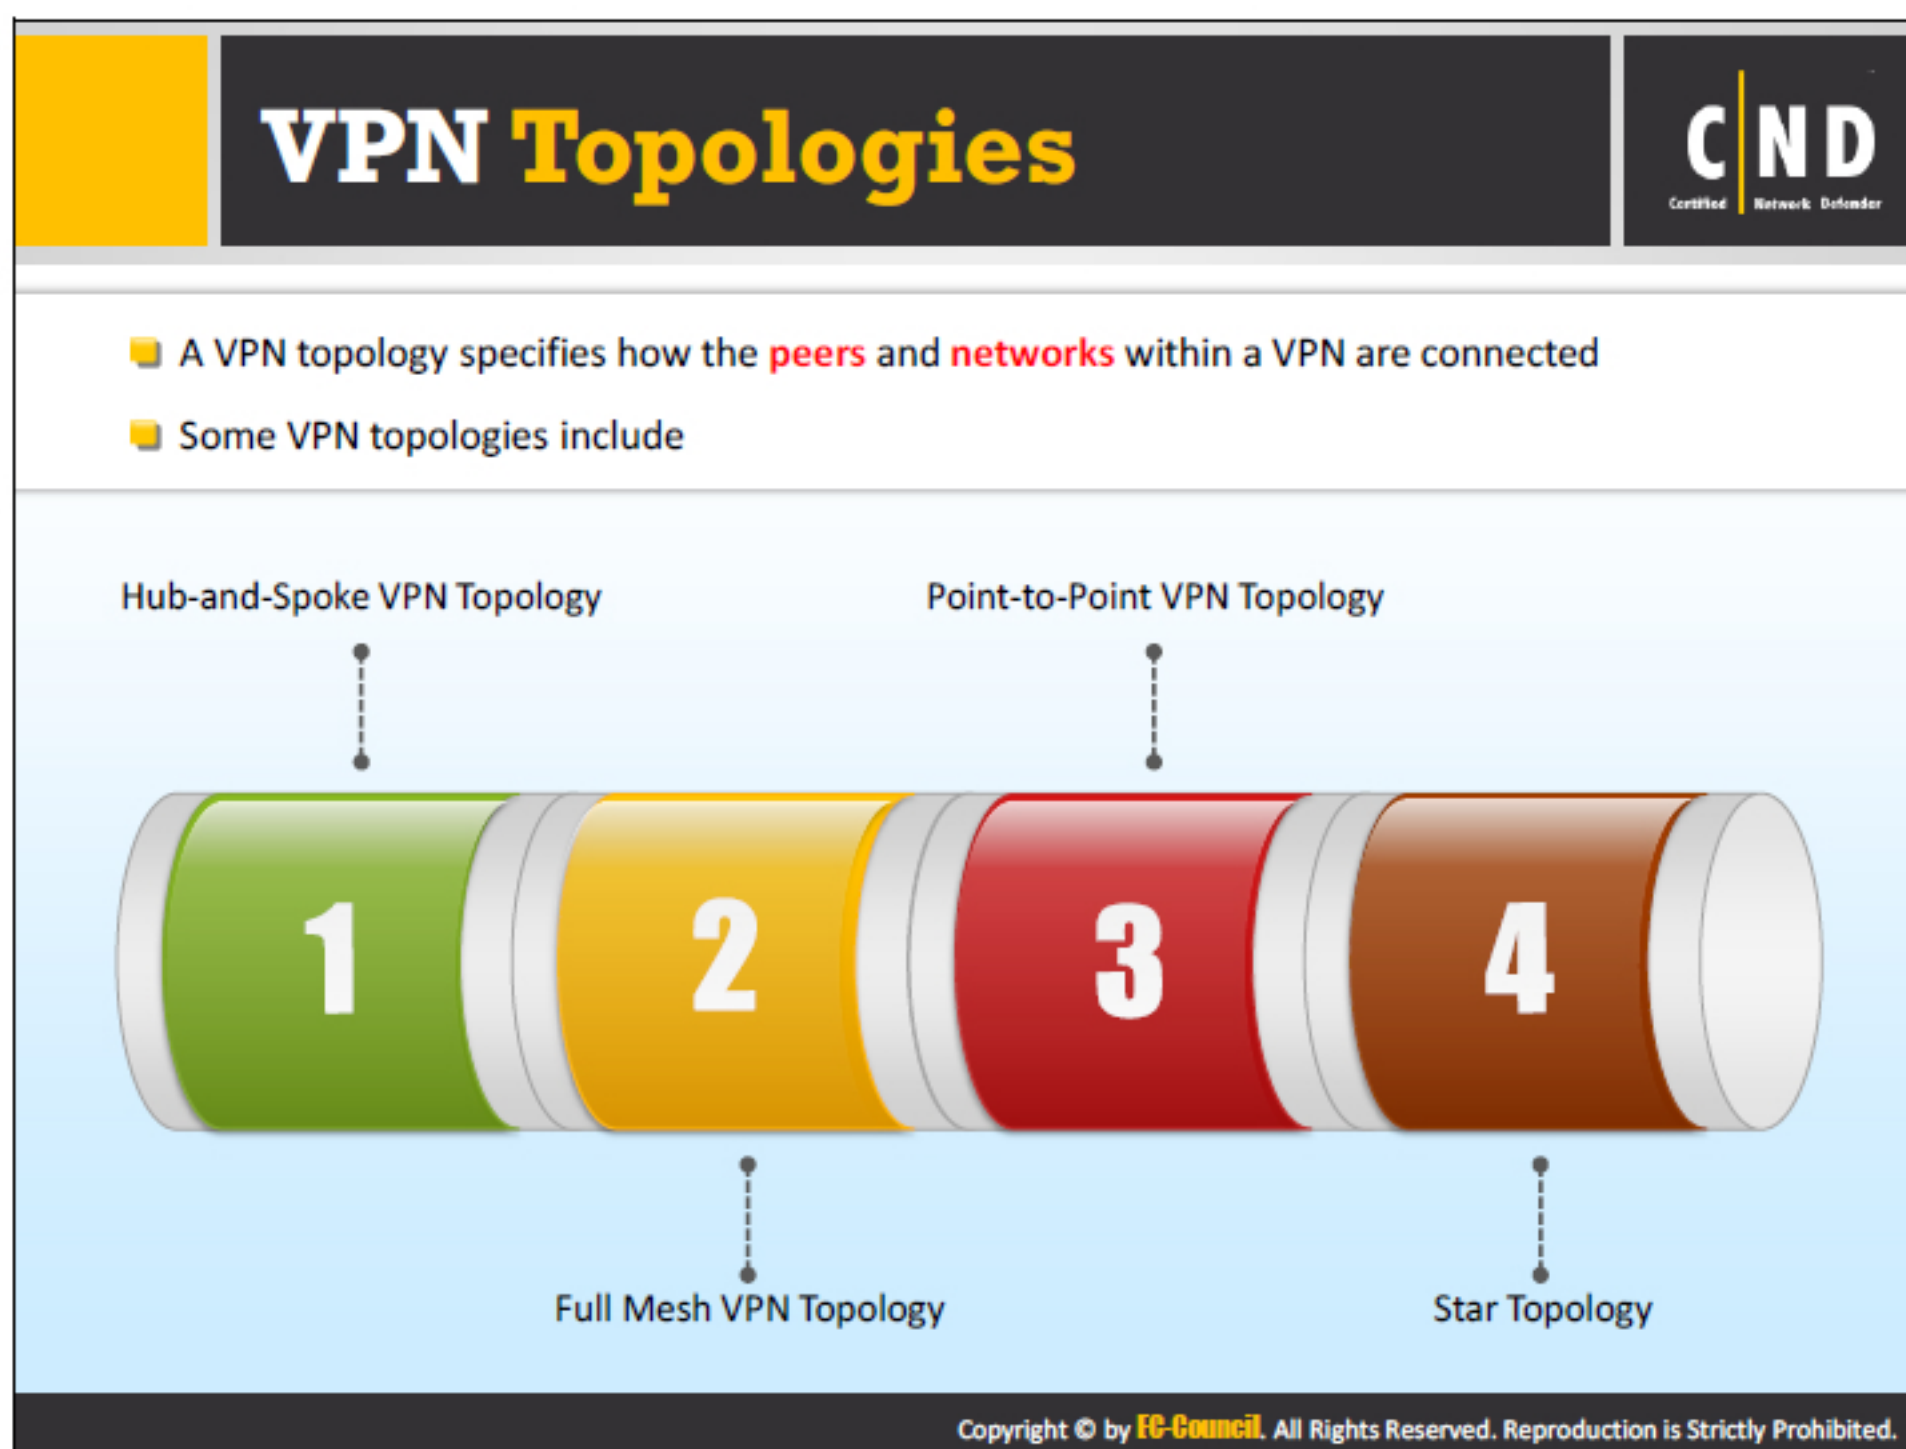 VPN Topologies
C ND
Certified Network Defender
A VPN topology specifies how the peers and networks within a VPN are connected
Some VPN topologies include
Hub-and-Spoke VPN Topology
Point-to-Point VPN Topology
1 2 3 4
Full Mesh VPN Topology
Star Topology
Copyright © by EC-Council. All Rights Reserved. Reproduction is Strictly Prohibited.